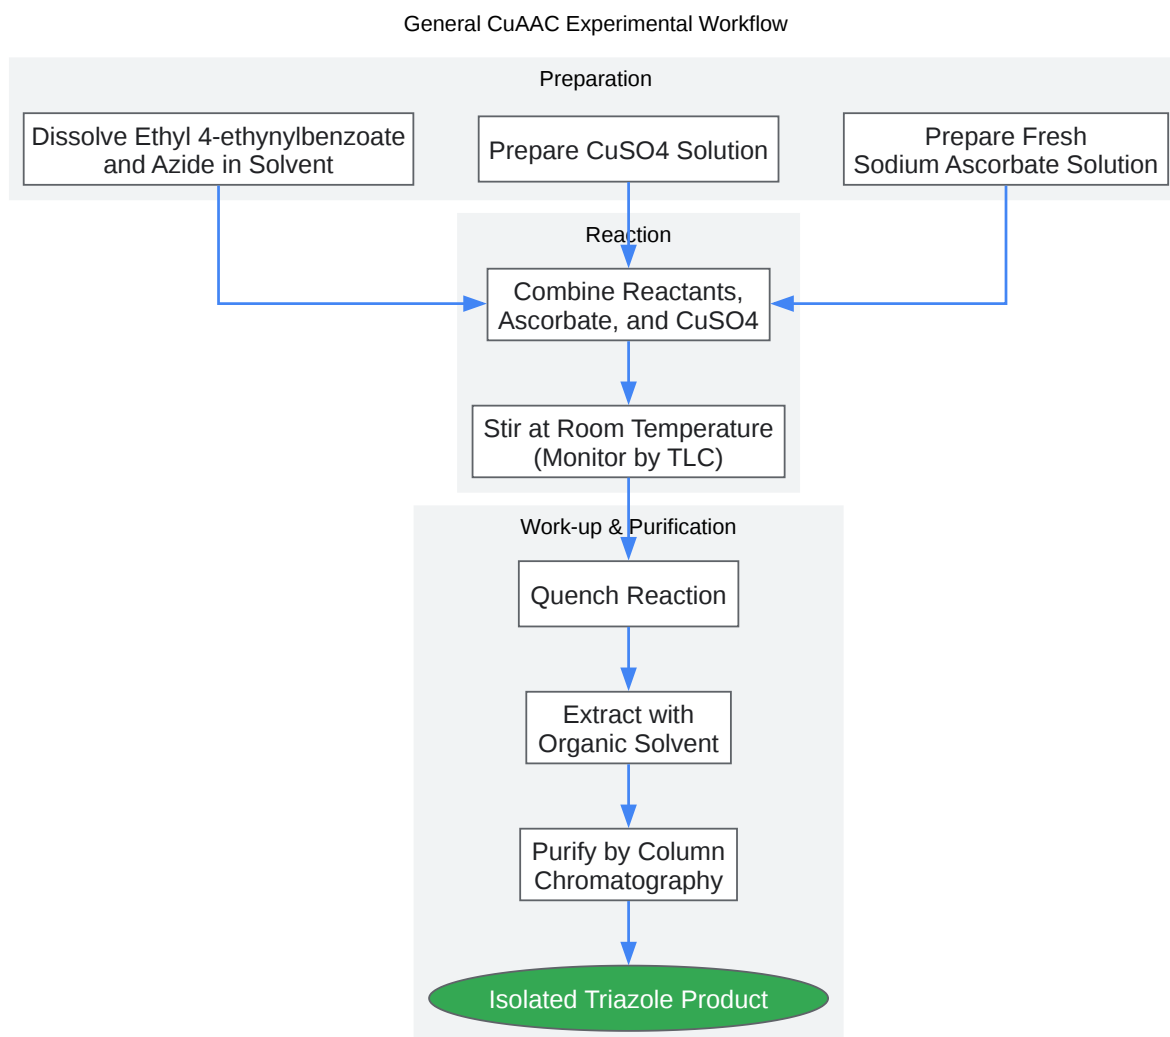 General CuAAC Experimental Workflow
Preparation
Dissolve Ethyl 4-ethynylbenzoate
and Azide in Solvent
Prepare CuSO4 Solution
Prepare Fresh
Sodium Ascorbate Solution
Reaction
Combine Reactants,
Ascorbate, and CuSO4
Stir at Room Temperature
(Monitor by TLC)
Work-up & Purification
Quench Reaction
Extract with
Organic Solvent
Purify by Column
Chromatography
Isolated Triazole Product